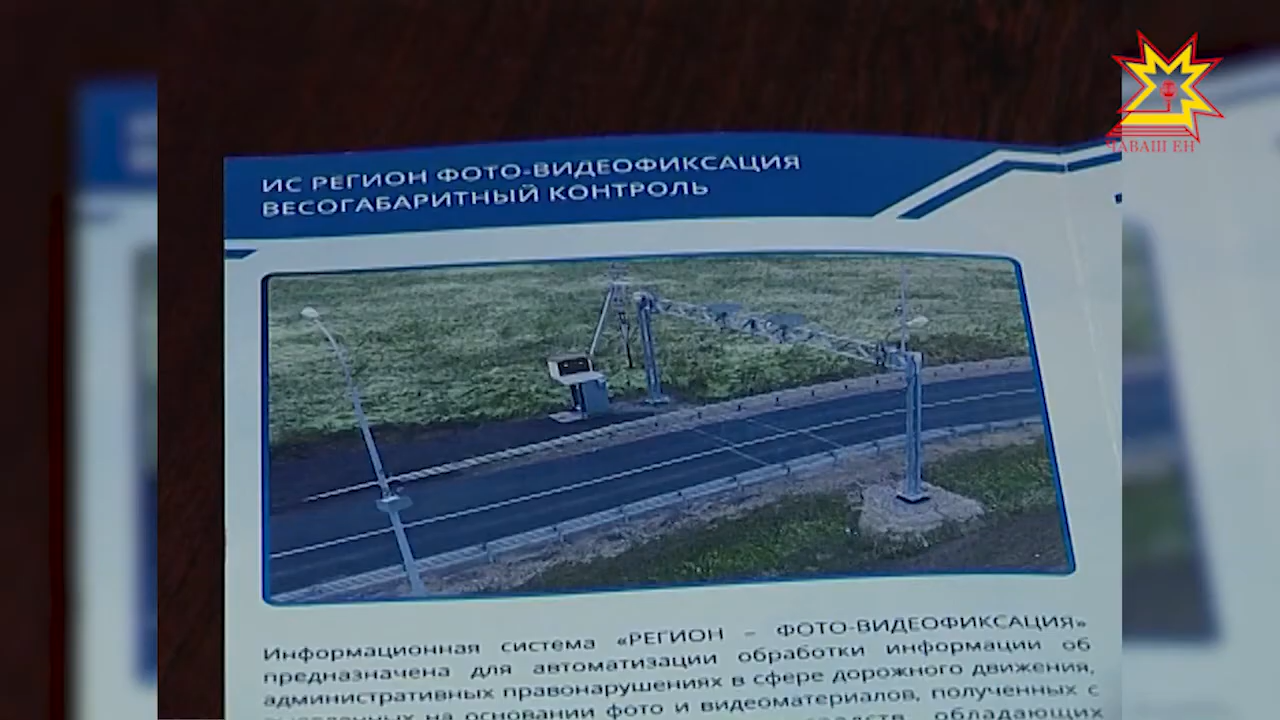 ЧАВАШ ЕН
ИС РЕГИОН ФОТО-ВИДЕОФИКСАЦИЯ
ВЕСОГАБАРИТНЫЙ КОНТРОЛЬ
Информационная система «РЕГИОН – ФОТО-ВИДЕОФИКСАЦИЯ»
предназначена для автоматизации обработки информации об
административных правонарушениях в сфере дорожного движения,
на основании фото и видеоматериалов, полученных с
обладающих